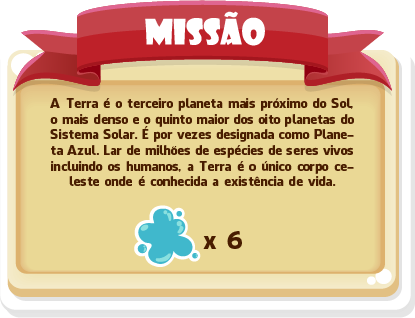 MISSÃO
A Terra é o terceiro planeta mais próximo do Sol,
o mais denso e o quinto maior dos oito planetas do
Sistema Solar. É por vezes designada como Plane-
ta Azul. Lar de milhões de espécies de seres vivos
incluindo os humanos, a Terra é o único corpo ce-
leste onde é conhecida a existência de vida.
x 6